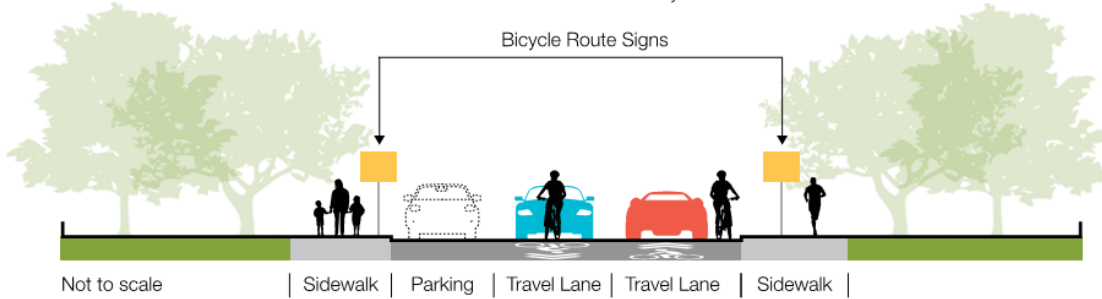 Bicycle Route Signs
Not to scale
Sidewalk
Parking
Travel Lane
Travel Lane
Sidewalk